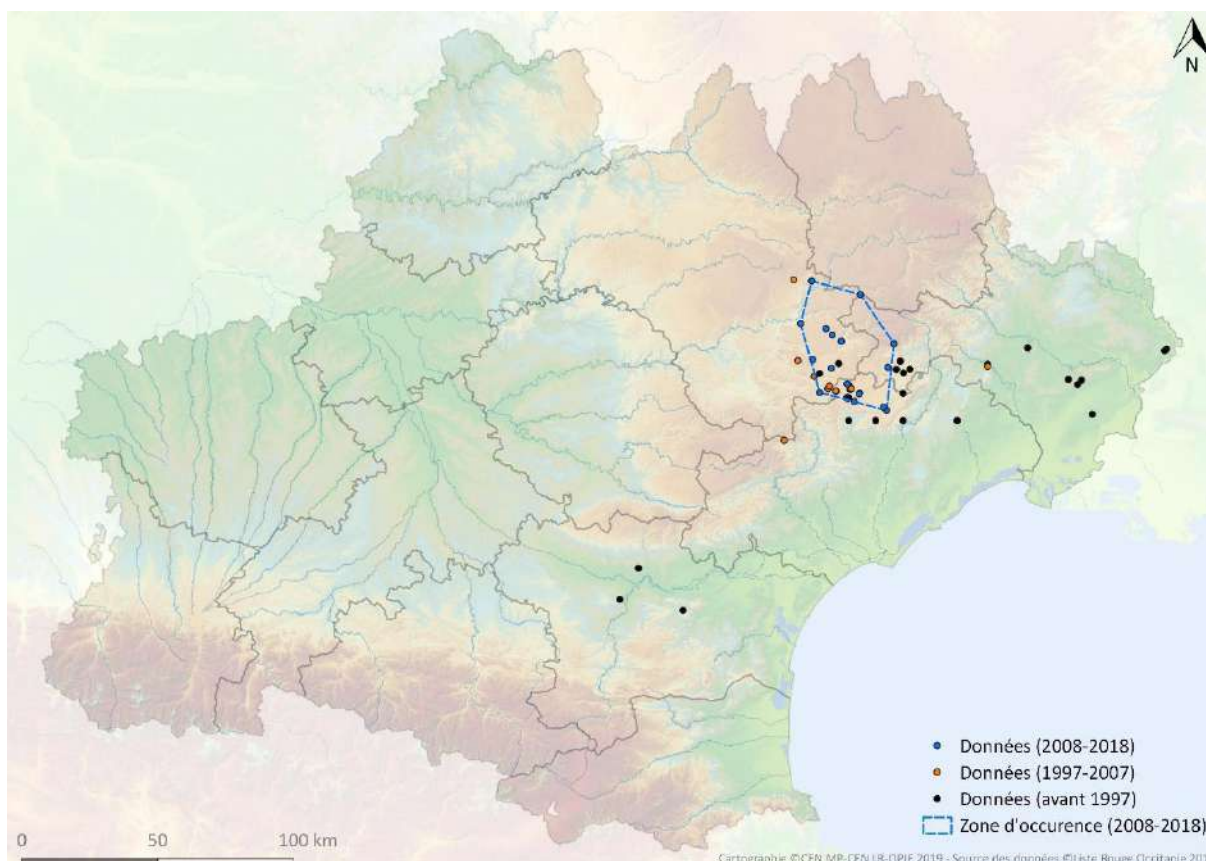 N
Données (2008-2018)
Données (1997-2007)
Données (avant 1997)
Zone d'occurence (2008-2018)
0 50 100 km
Cartographie ©CEN MP-CEN LR-OPIE 2019 - Source des données ©Liste Rouge Occitanie 201